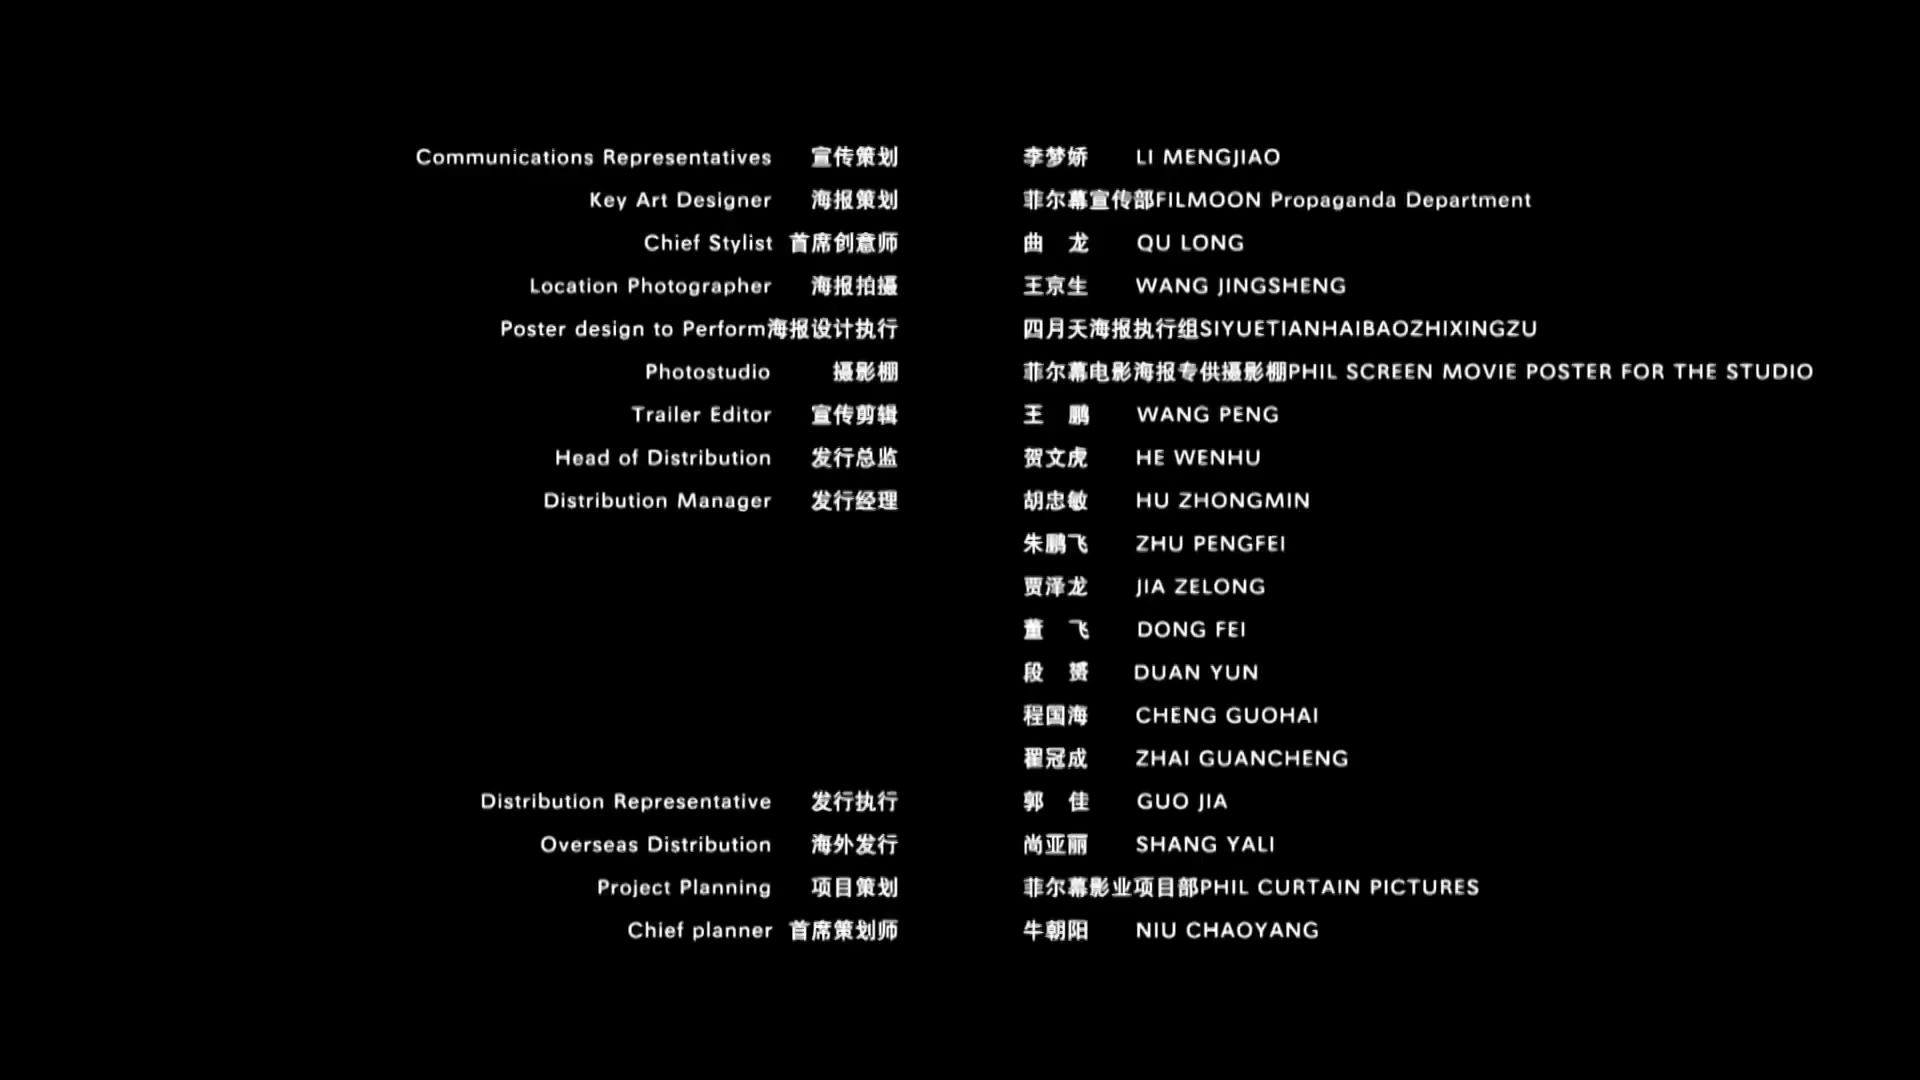 Communications Representatives 宣传策划 李梦娇 LI MENGJIAO
Key Art Designer 海报策划 菲尔幕宣传部FILMOON Propaganda Department
Chief Stylist 首席创意师 曲 龙 QU LONG
Location Photographer 海报拍摄 王京生 WANG JINGSHENG
Poster design to Perform海报设计执行 四月天海报执行组SIYUETIANHAIBAOZHIXINGZU
Photostudio 摄影棚 菲尔幕电影海报专供摄影棚PHIL SCREEN MOVIE POSTER FOR THE STUDIO
Trailer Editor 宣传剪辑 王 鹏 WANG PENG
Head of Distribution 发行总监 贺文虎 HE WENHU
Distribution Manager 发行经理 胡忠敏 HU ZHONGMIN
朱鹏飞 ZHU PENGFEI
贾泽龙 JIA ZELONG
董 飞 DONG FEI
段 赟 DUAN YUN
程国海 CHENG GUOHAI
翟冠成 ZHAI GUANCHENG
Distribution Representative 发行执行 郭 佳 GUO JIA
Overseas Distribution 海外发行 尚亚丽 SHANG YALI
Project Planning 项目策划 菲尔幕影业项目部PHIL CURTAIN PICTURES
Chief planner 首席策划师 牛朝阳 NIU CHAOYANG